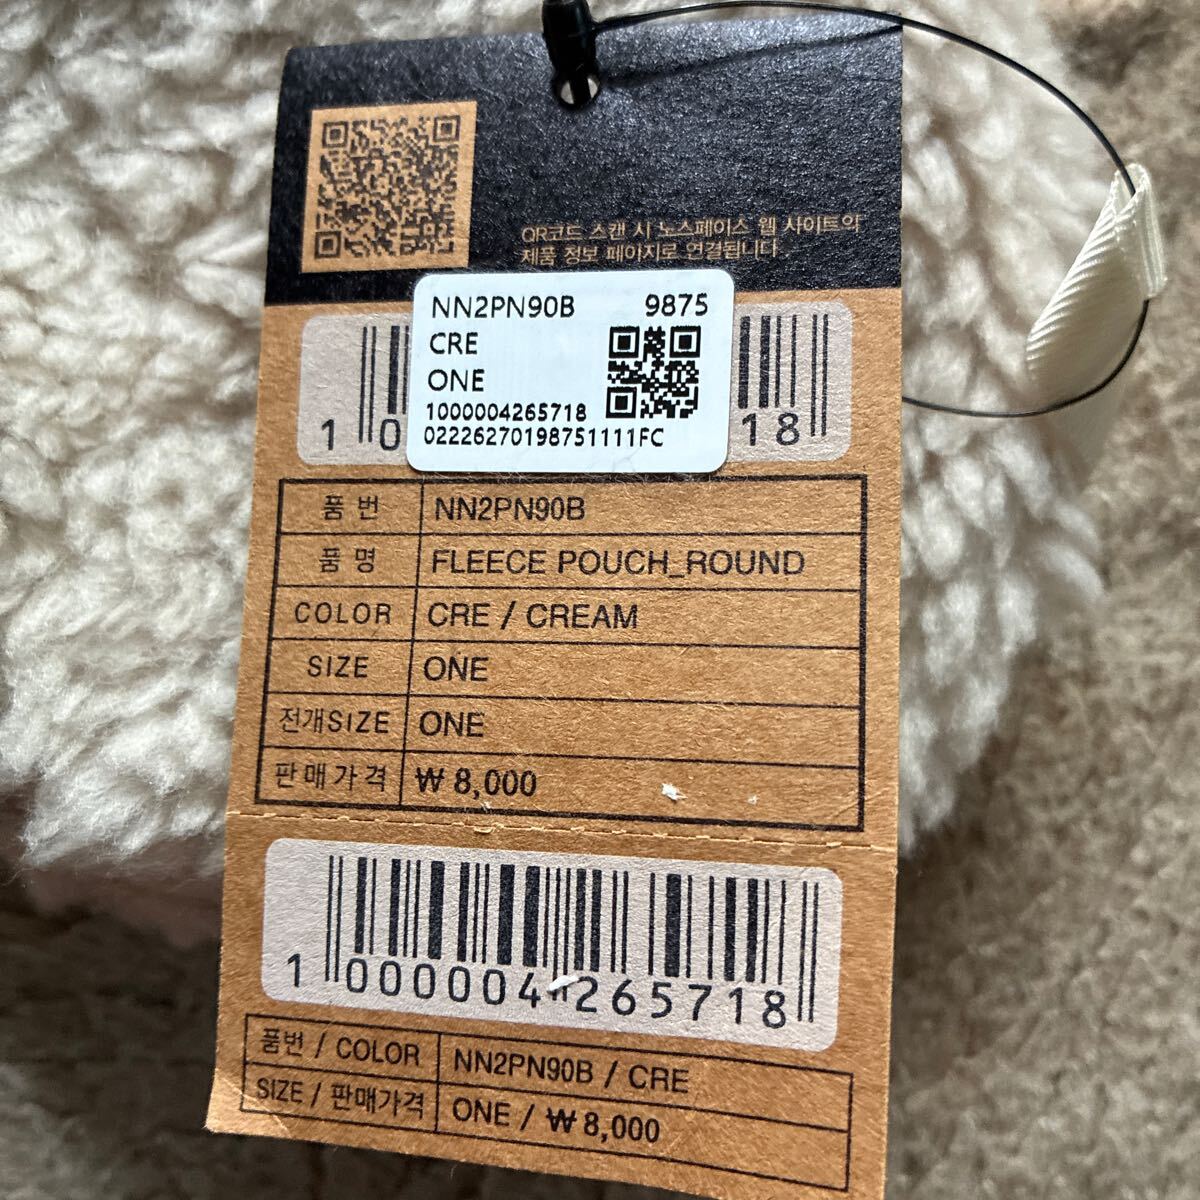 QR코드 스캔 시 노스페이스 웹 사이트의
제품 정보 페이지로 연결됩니다.
NN2PN90B 9875
CRE
ONE
1000004265718
02226270198751111FC
1 0 18
품번 NN2PN90B
품명 FLEECE POUCH_ROUND
COLOR CRE / CREAM
SIZE ONE
전개SIZE ONE
판매가격 ₩ 8,000
1 000004 265718
품번 / COLOR NN2PN90B / CRE
SIZE / 판매가격 ONE / ₩ 8,000